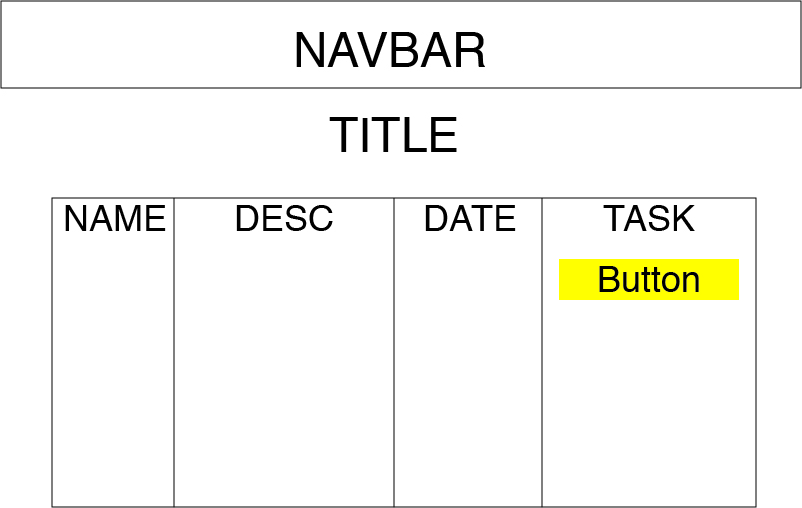 NAVBAR
TITLE
NAME DESC DATE TASK
Button